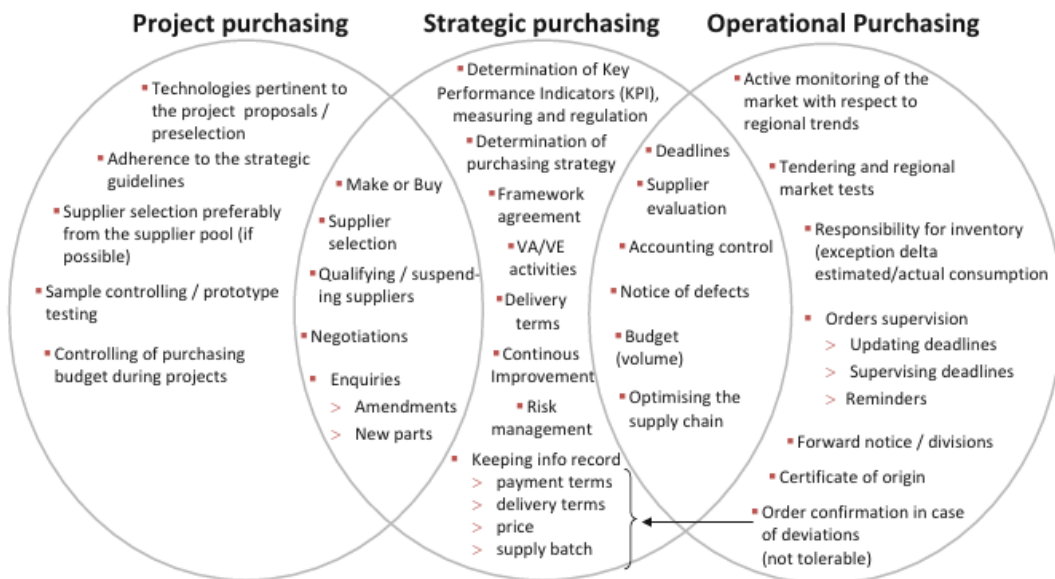 Project purchasing
Strategic purchasing
Operational Purchasing
▪ Technologies pertinent to
the project proposals /
preselection
▪ Adherence to the strategic
guidelines
▪ Supplier selection preferably
from the supplier pool (if
possible)
▪ Sample controlling / prototype
testing
▪ Controlling of purchasing
budget during projects
▪ Make or Buy
▪ Supplier
selection
▪ Qualifying / suspend-
ing suppliers
▪ Negotiations
▪ Enquiries
> Amendments
> New parts
▪ Determination of Key
Performance Indicators (KPI),
measuring and regulation
▪ Determination of
purchasing strategy
▪ Framework
agreement
▪ VA/VE
activities
▪ Delivery
terms
▪ Continous
Improvement
▪ Risk
management
▪ Keeping info record
> payment terms
> delivery terms
> price
> supply batch
▪ Deadlines
▪ Supplier
evaluation
▪ Accounting control
▪ Notice of defects
▪ Budget
(volume)
▪ Optimising the
supply chain
▪ Active monitoring of the
market with respect to
regional trends
▪ Tendering and regional
market tests
▪ Responsibility for inventory
(exception delta
estimated/actual consumption
▪ Orders supervision
> Updating deadlines
> Supervising deadlines
> Reminders
▪ Forward notice / divisions
▪ Certificate of origin
▪ Order confirmation in case
of deviations
(not tolerable)